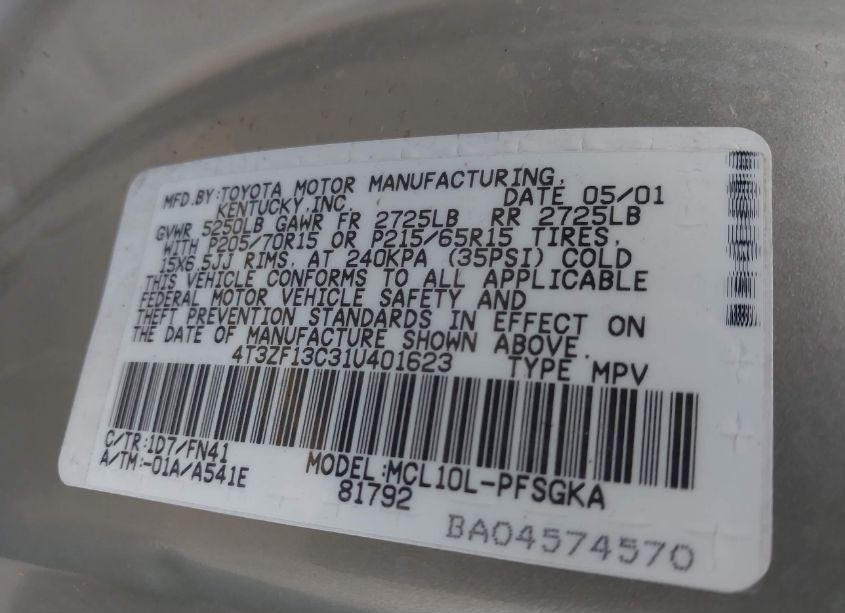 MFD.BY:TOYOTA MOTOR MANUFACTURING,
KENTUCKY,INC. DATE 05/01
GVWR 5250LB GAWR FR 2725LB RR 2725LB
WITH P205/70R15 OR P215/65R15 TIRES,
15X6.5JJ RIMS, AT 240KPA (35PSI) COLD
THIS VEHICLE CONFORMS TO ALL APPLICABLE
FEDERAL MOTOR VEHICLE SAFETY AND
THEFT PREVENTION STANDARDS IN EFFECT ON
THE DATE OF MANUFACTURE SHOWN ABOVE.
4T3ZF13C31U401623 TYPE MPV
C/TR:1D7/FN41
A/TM:-01A/A541E
MODEL:MCL10L-PFSGKA
81792
BA04574570